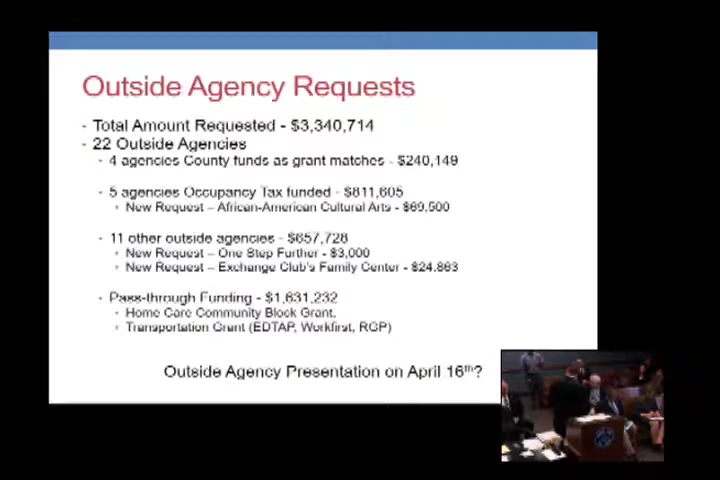 Outside Agency Requests
- Total Amount Requested - $3,340,714
- 22 Outside Agencies
- 4 agencies County funds as grant matches - $240,149
- 5 agencies Occupancy Tax funded - $811,605
- New Request – African-American Cultural Arts - $69,500
- 11 other outside agencies - $657,728
- New Request – One Step Further - $3,000
- New Request – Exchange Club's Family Center - $24,863
- Pass-through Funding - $1,631,232
- Home Care Community Block Grant.
- Transportation Grant (EDTAP, Workfirst, RGP)
Outside Agency Presentation on April 16th?